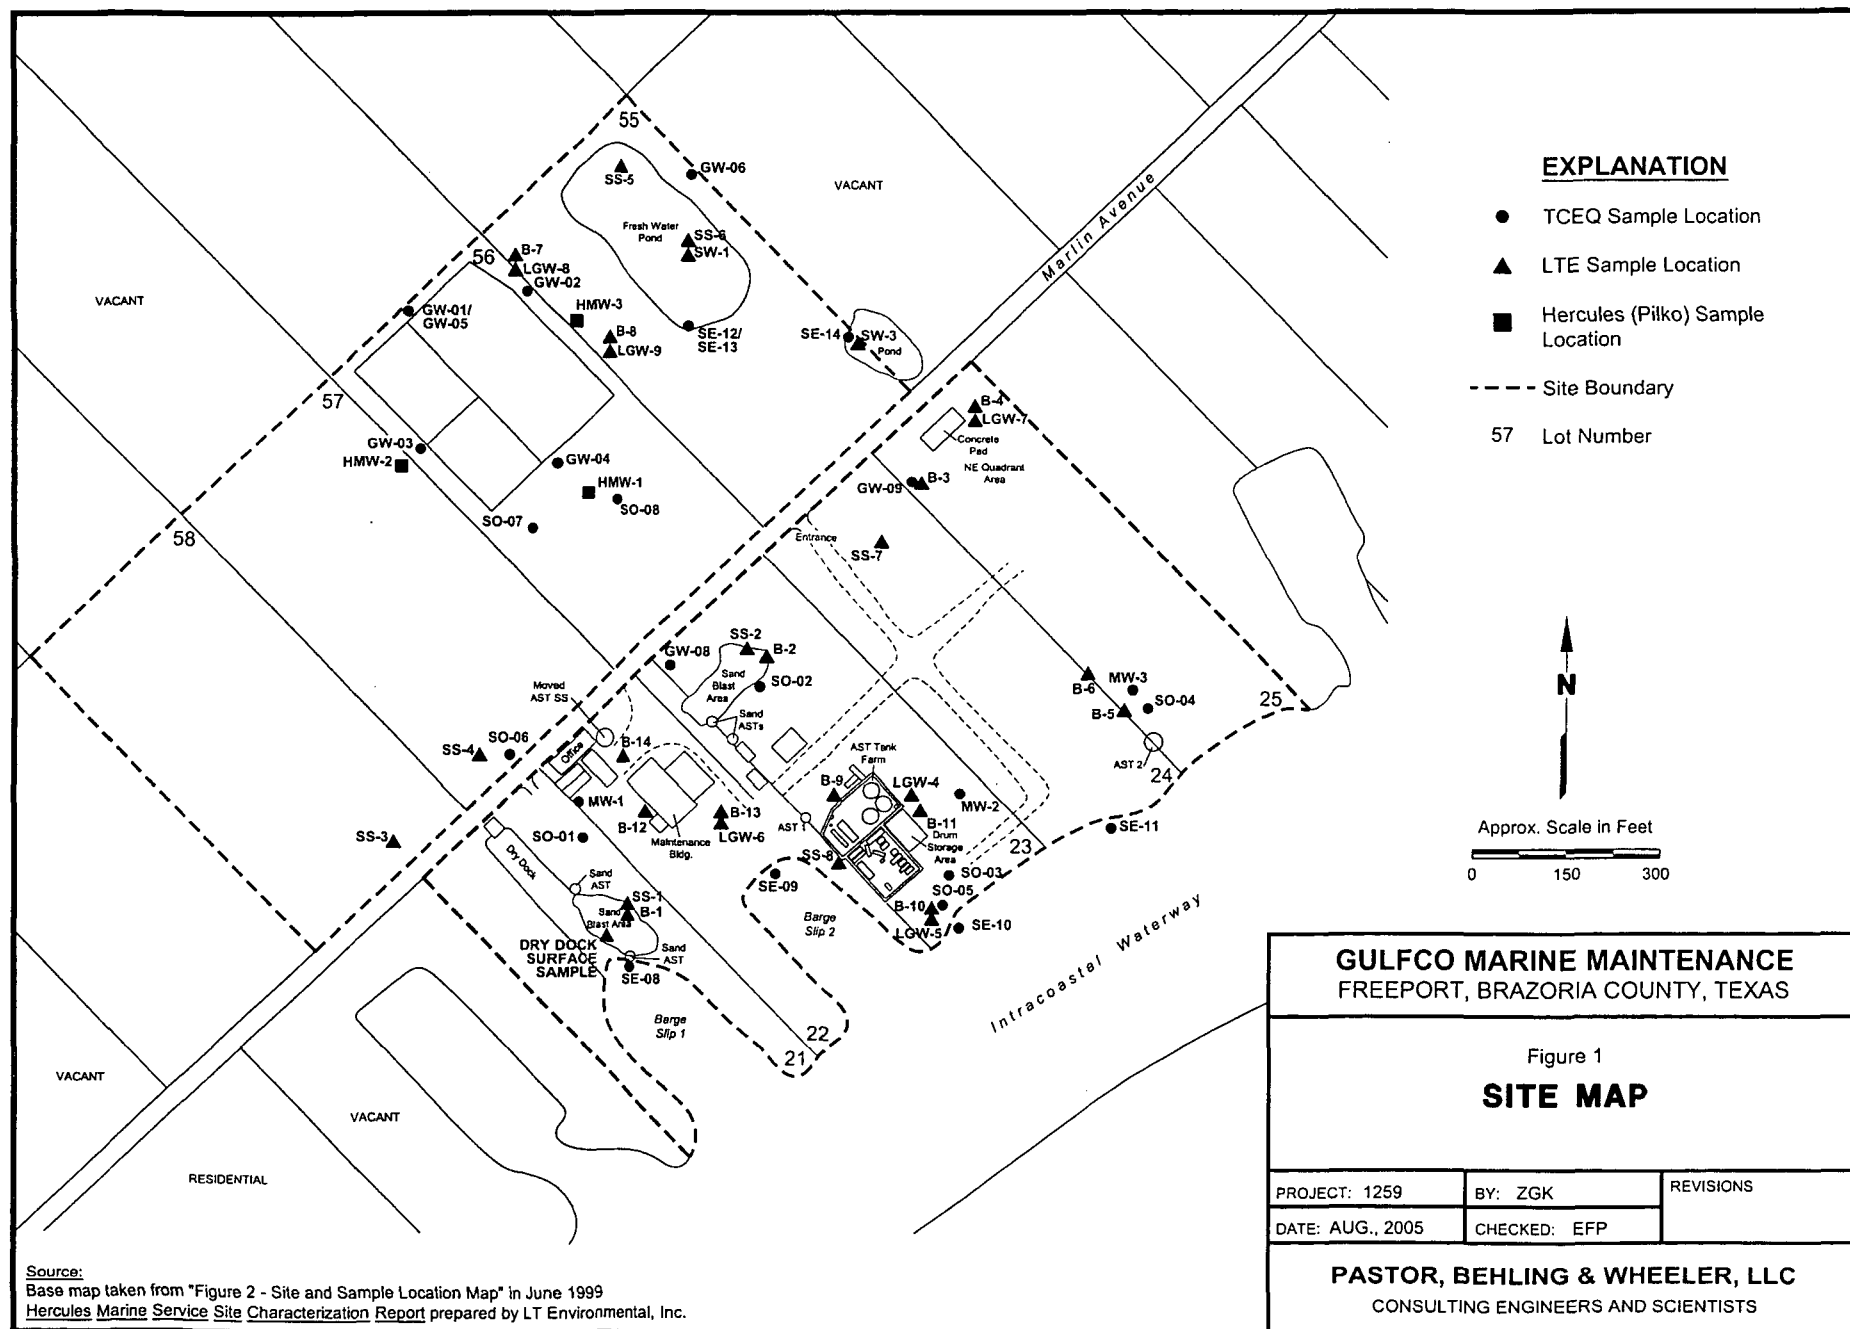 55
GW-06
SS-5
VACANT
Fresh Water
Pond
SS-6
SW-1
Marlin Avenue
B-7
56
LGW-8
GW-02
VACANT
GW-01/
GW-05
HMW-3
B-8
LGW-9
SE-12/
SE-13
SE-14
SW-3
Pond
57
B-4
LGW-7
Concrete
Pad
NE Quadrant
Area
GW-03
HMW-2
GW-04
HMW-1
SO-08
SO-07
GW-09
B-3
58
Entrance
SS-7
SS-2
B-2
GW-08
Sand
Blast
Area
SO-02
Moved
AST SS
Sand
ASTs
B-6
MW-3
SO-04
B-5
25
AST 2
24
SS-4
SO-06
Office
B-14
AST Tank
Farm
B-9
LGW-4
MW-2
MW-1
B-12
B-13
LGW-6
AST 1
B-11
Drum
Storage
Area
SE-11
23
SS-3
SO-01
Maintenance
Bldg.
Dry Dock
SS-8
SE-09
SO-03
SO-05
Sand
AST
SS-1
Sand
Blast Area
B-1
B-10
LGW-5
SE-10
Barge
Slip 2
DRY DOCK
SURFACE
SAMPLE
Sand
AST
SE-08
Intracoastal Waterway
Barge
Slip 1
22
21
VACANT
VACANT
RESIDENTIAL
EXPLANATION
TCEQ Sample Location
LTE Sample Location
Hercules (Pilko) Sample
Location
Site Boundary
57 Lot Number
N
Approx. Scale in Feet
0 150 300
GULFCO MARINE MAINTENANCE
FREEPORT, BRAZORIA COUNTY, TEXAS
Figure 1
SITE MAP
PROJECT: 1259
BY: ZGK
REVISIONS
DATE: AUG., 2005
CHECKED: EFP
PASTOR, BEHLING & WHEELER, LLC
CONSULTING ENGINEERS AND SCIENTISTS
Source:
Base map taken from "Figure 2 - Site and Sample Location Map" in June 1999
Hercules Marine Service Site Characterization Report prepared by LT Environmental, Inc.